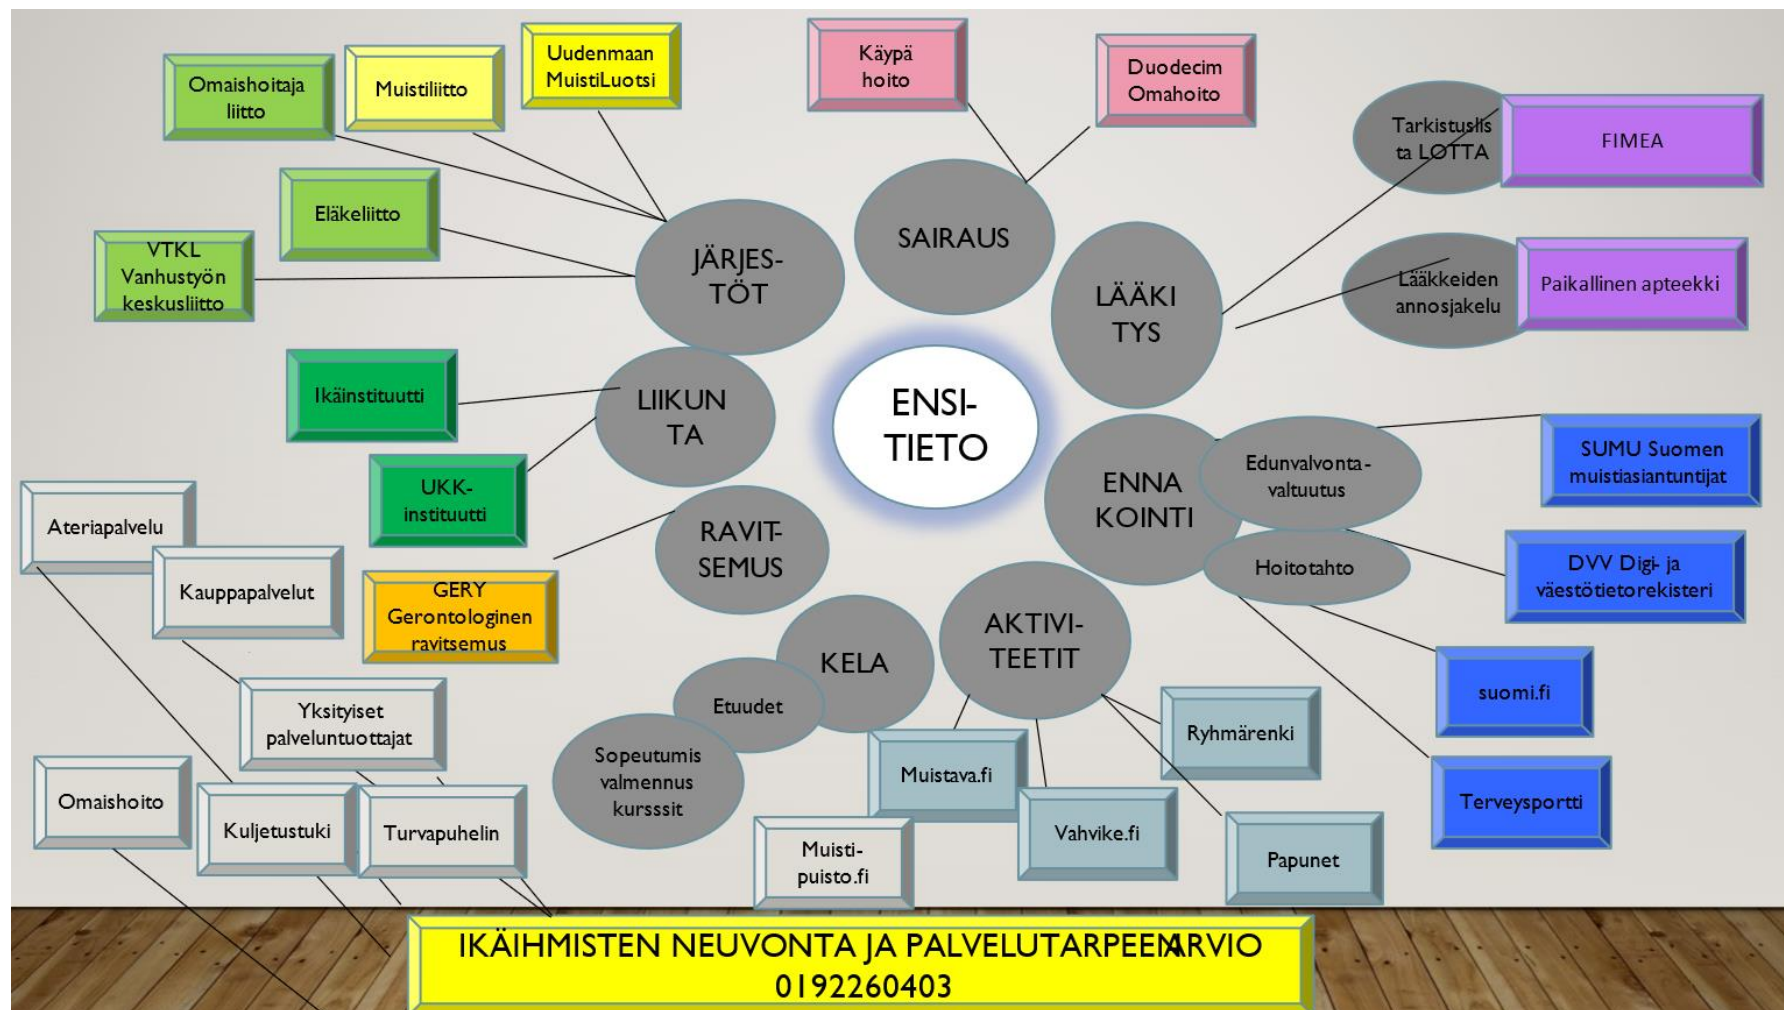 Uudenmaan
MuistiLuotsi
Käypä
hoito
Duodecim
Omahoito
Omaishoitaja
liitto
Muistiliitto
Tarkistuslis
ta LOTTA
FIMEA
Eläkeliitto
VTKL
Vanhustyön
keskusliitto
JÄRJES-
TÖT
SAIRAUS
LÄÄKI
TYS
Lääkkeiden
annosjakelu
Paikallinen apteekki
Ikäinstituutti
LIIKUN
TA
ENSI-
TIETO
UKK-
instituutti
ENNA
KOINTI
Edunvalvonta-
valtuutus
SUMU Suomen
muistiasiantuntijat
Ateriapalvelu
Kauppapalvelut
RAVIT-
SEMUS
GERY
Gerontologinen
ravitsemus
Hoitotahto
DVV Digi- ja
väestötietorekisteri
AKTIVI-
TEETIT
KELA
Etuudet
Sopeutumis
valmennus
kursssit
suomi.fi
Yksityiset
palveluntuottajat
Ryhmärenki
Muistava.fi
Terveysportti
Omaishoito
Kuljetustuki
Turvapuhelin
Muisti-
puisto.fi
Vahvike.fi
Papunet
IKÄIHMISTEN NEUVONTA JA PALVELUTARPEENARVIO
0192260403